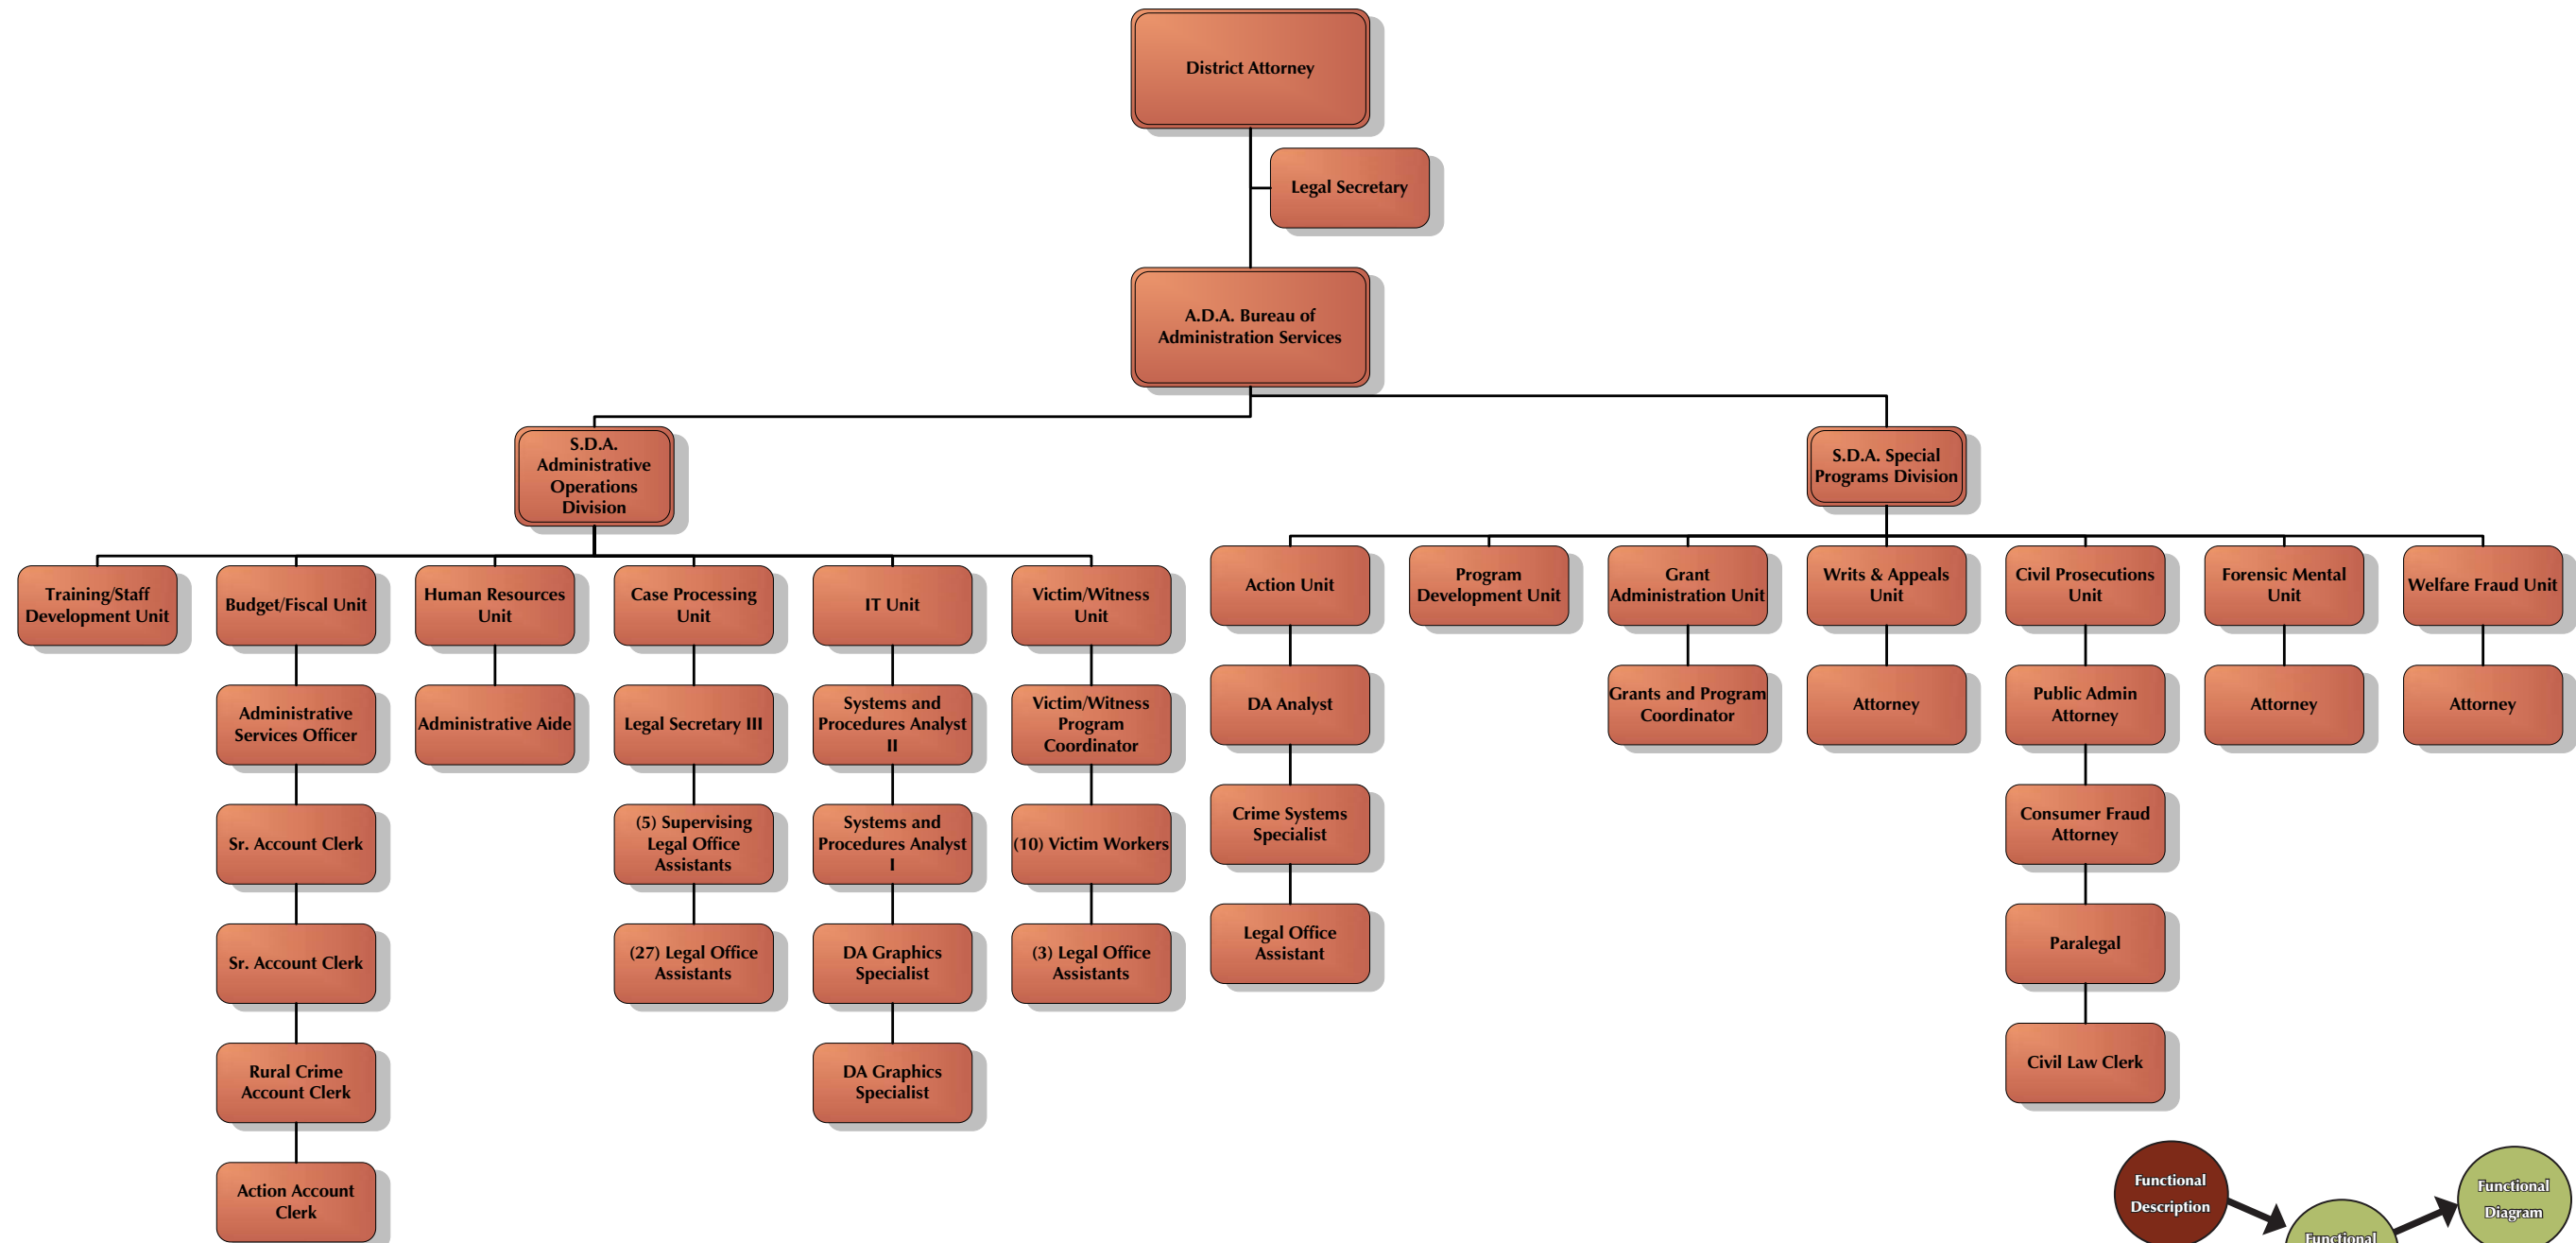 District Attorney
Legal Secretary
A.D.A. Bureau of
Administration Services
S.D.A.
Administrative
Operations
Division
S.D.A. Special
Programs Division
Training/Staff
Development Unit
Budget/Fiscal Unit
Human Resources
Unit
Case Processing
Unit
IT Unit
Victim/Witness
Unit
Action Unit
Program
Development Unit
Grant
Administration Unit
Writs & Appeals
Unit
Civil Prosecutions
Unit
Forensic Mental
Unit
Welfare Fraud Unit
Administrative
Services Officer
Administrative Aide
Legal Secretary III
Systems and
Procedures Analyst
II
Victim/Witness
Program
Coordinator
DA Analyst
Grants and Program
Coordinator
Attorney
Public Admin
Attorney
Attorney
Attorney
Sr. Account Clerk
(5) Supervising
Legal Office
Assistants
Systems and
Procedures Analyst
I
(10) Victim Workers
Crime Systems
Specialist
Consumer Fraud
Attorney
Sr. Account Clerk
(27) Legal Office
Assistants
DA Graphics
Specialist
(3) Legal Office
Assistants
Legal Office
Assistant
Paralegal
Rural Crime
Account Clerk
DA Graphics
Specialist
Civil Law Clerk
Action Account
Clerk
Functional
Description
Functional
Functional
Diagram